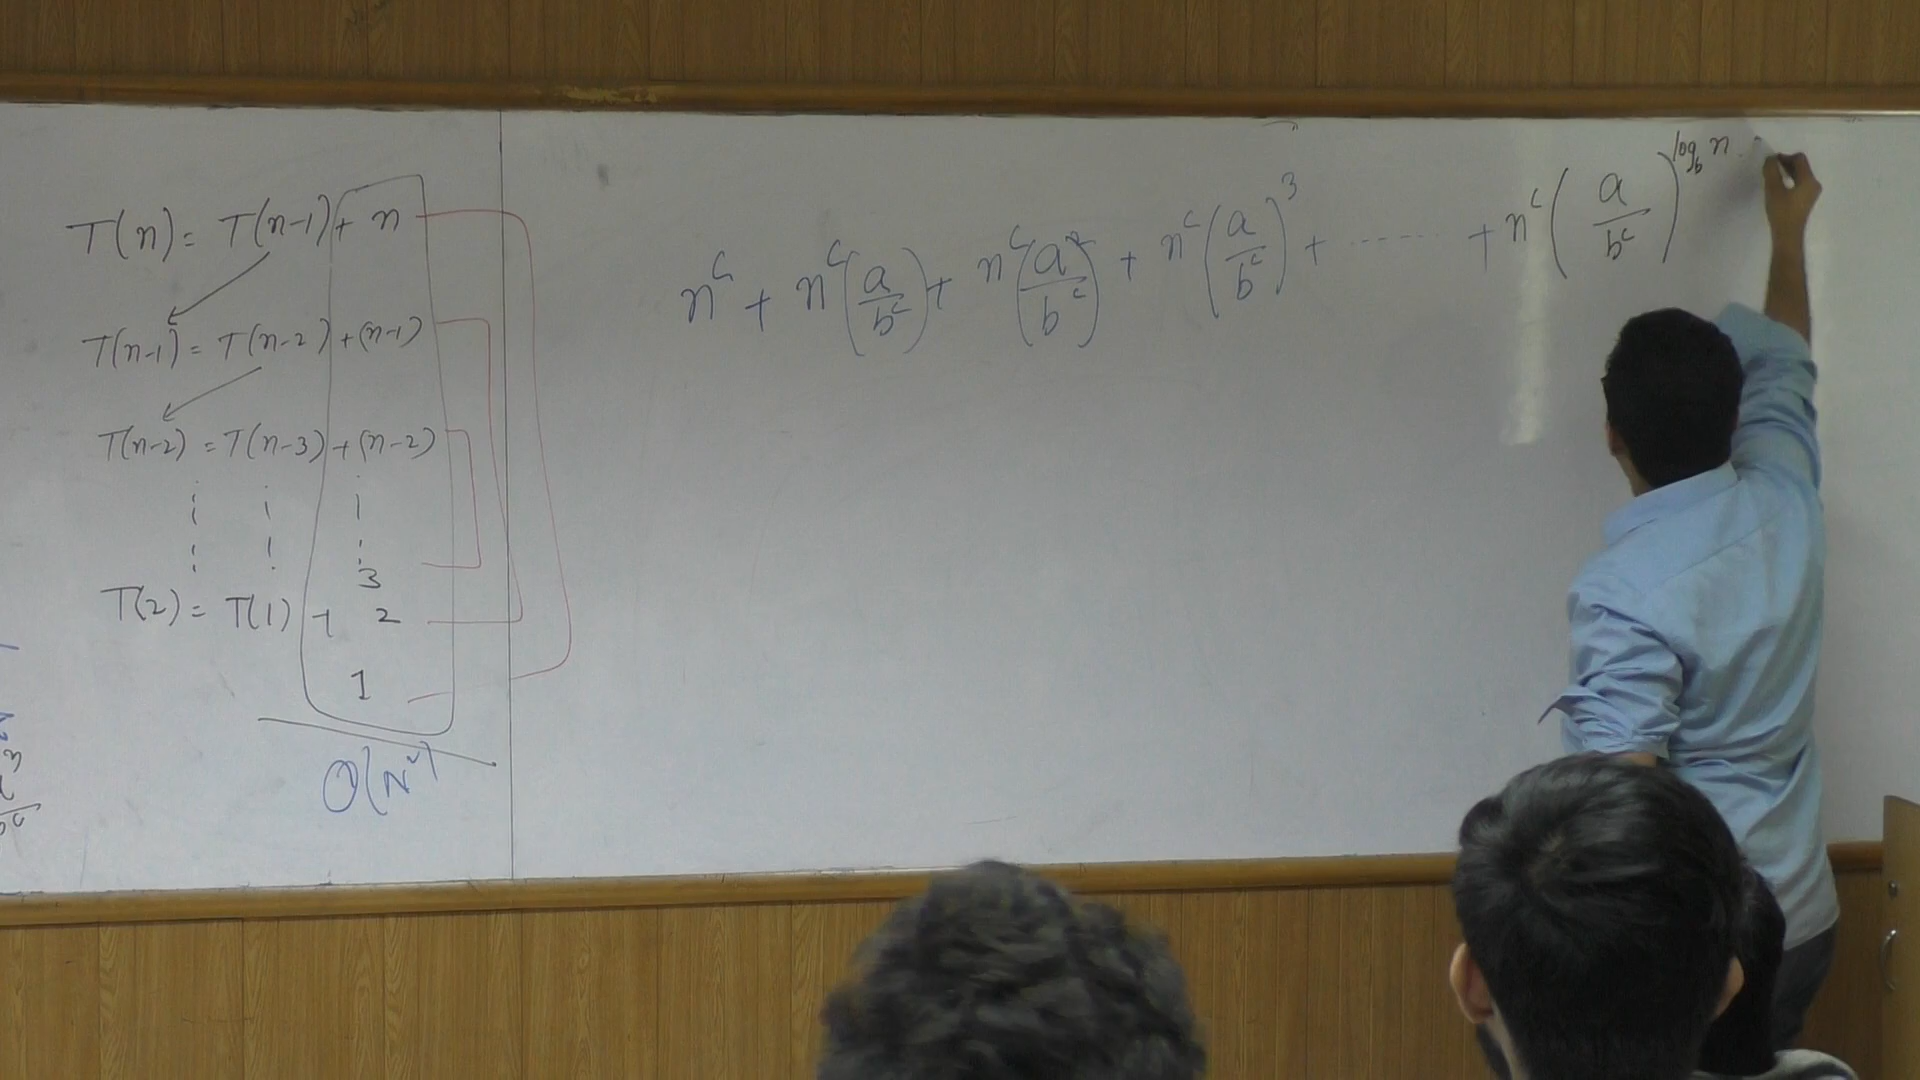 T(n) = T(n-1) + n
T(n-1) = T(n-2) + (n-1)
T(n-2) = T(n-3) + (n-2)
3
T(2) = T(1) + 2
1
O(N²)
n^c + n^c(a/b^c) + n^c(a/b^c)² + n^c(a/b^c)³ + ...... + n^c(a/b^c)^log_b n